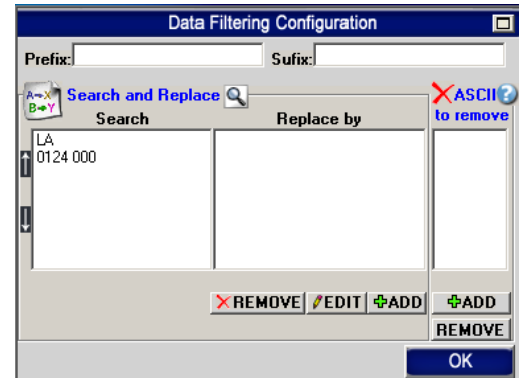 Data Filtering Configuration
Prefix: Sufix:
A→X
B→Y
Search and Replace
ASCII ?
to remove
Search Replace by
LA
0124 000
REMOVE EDIT ADD ADD
REMOVE
OK